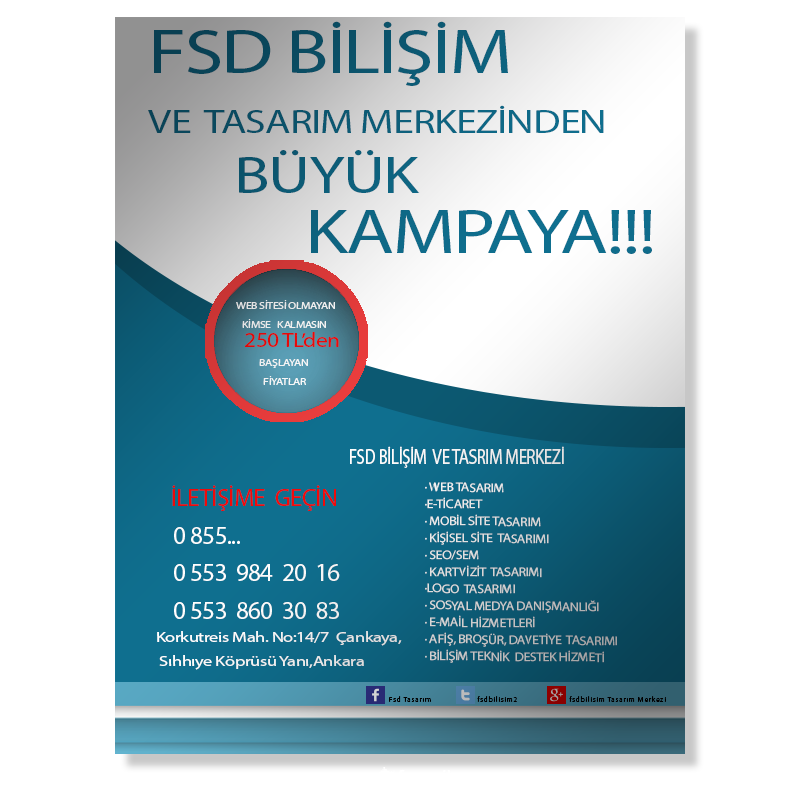 FSD BİLİŞİM
VE TASARIM MERKEZİNDEN
BÜYÜK
KAMPAYA!!!
WEB SİTESİ OLMAYAN
KİMSE KALMASIN
250 TL'den
BAŞLAYAN
FİYATLAR
FSD BİLİŞİM VE TASRIM MERKEZİ
İLETİŞİME GEÇİN
0 855...
0 553 984 20 16
0 553 860 30 83
Korkutreis Mah. No:14/7 Çankaya,
Sıhhıye Köprüsü Yanı,Ankara
· WEB TASARIM
·E-TİCARET
· MOBİL SİTE TASARIM
· KİŞİSEL SİTE TASARIMI
· SEO/SEM
· KARTVİZİT TASARIMI
·LOGO TASARIMI
· SOSYAL MEDYA DANIŞMANLIĞI
· E-MAİL HİZMETLERİ
· AFİŞ, BROŞÜR, DAVETİYE TASARIMI
· BİLİŞİM TEKNİK DESTEK HİZMETİ
Fsd Tasarım fsdbilisim2 fsdbilisim Tasarım Merkezi